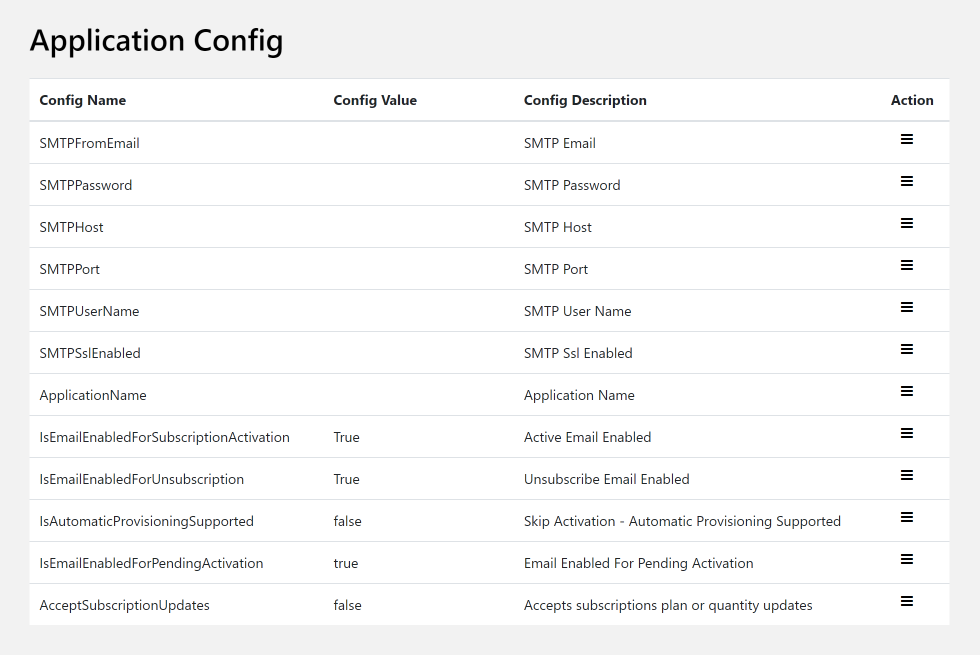 Application Config
Config Name Config Value Config Description Action
SMTPFromEmail SMTP Email
SMTPPassword SMTP Password
SMTPHost SMTP Host
SMTPPort SMTP Port
SMTPUserName SMTP User Name
SMTPSslEnabled SMTP Ssl Enabled
ApplicationName Application Name
IsEmailEnabledForSubscriptionActivation True Active Email Enabled
IsEmailEnabledForUnsubscription True Unsubscribe Email Enabled
IsAutomaticProvisioningSupported false Skip Activation - Automatic Provisioning Supported
IsEmailEnabledForPendingActivation true Email Enabled For Pending Activation
AcceptSubscriptionUpdates false Accepts subscriptions plan or quantity updates